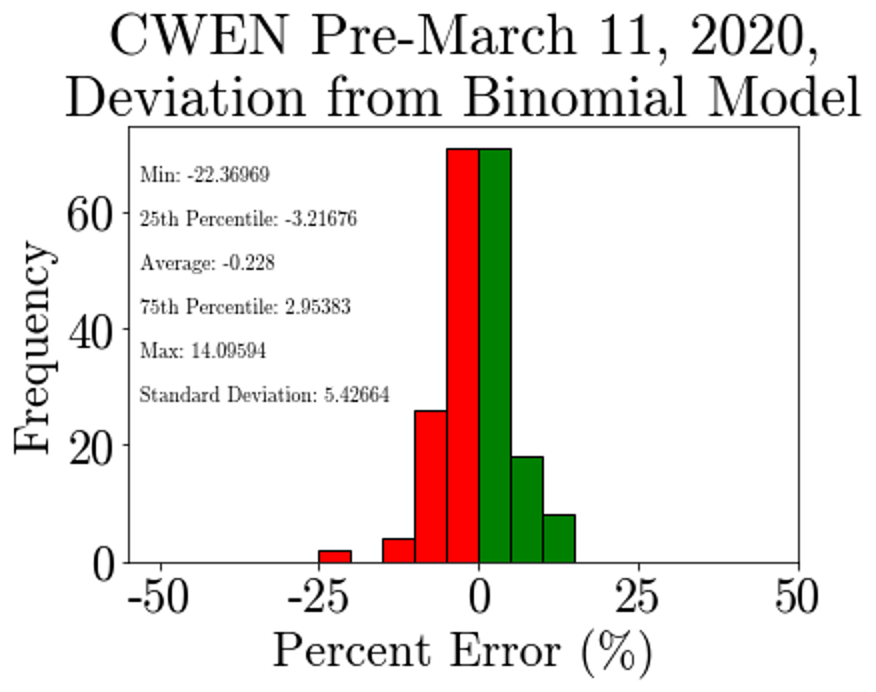 CWEN Pre-March 11, 2020,
Deviation from Binomial Model
Min: -22.36969
25th Percentile: -3.21676
Average: -0.228
75th Percentile: 2.95383
Max: 14.09594
Standard Deviation: 5.42664
Frequency
60
40
20
0
-50 -25 0 25 50
Percent Error (%)